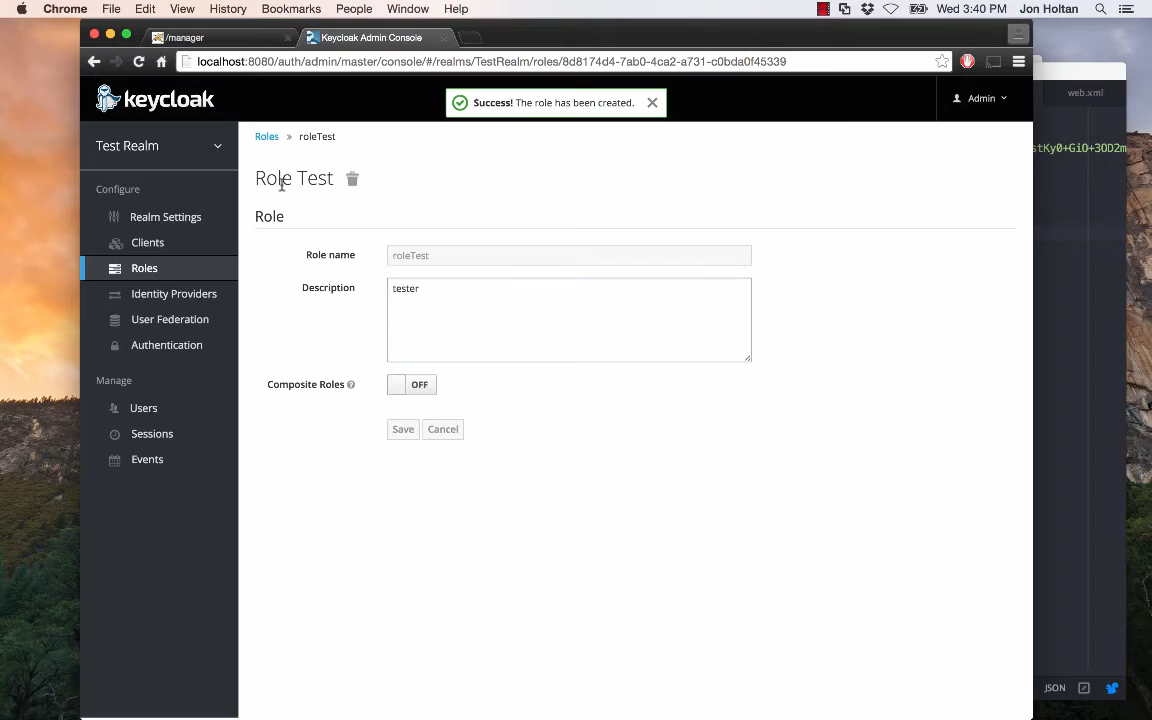 Chrome File Edit View History Bookmarks People Window Help Wed 3:40 PM Jon Holtan
/manager
Keycloak Admin Console
localhost:8080/auth/admin/master/console/#/realms/TestRealm/roles/8d8174d4-7ab0-4ca2-a731-c0bda0f45339
web.xml
keycloak
Success! The role has been created.
Admin
Test Realm
Roles » roleTest
stKy0+GiO+3OD2m
Role Test
Configure
Realm Settings
Clients
Roles
Identity Providers
User Federation
Authentication
Manage
Users
Sessions
Events
Role
Role name roleTest
Description tester
Composite Roles OFF
Save Cancel
JSON